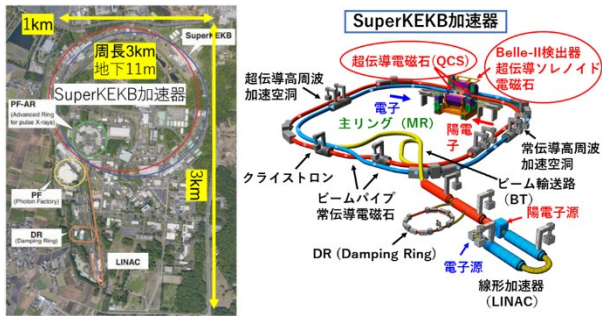 1km
SuperKEKB
周長3km
地下11m
SuperKEKB加速器
PF-AR
(Advanced Ring
for pulse X-rays)
3km
PF
(Photon Factory)
DR
(Damping Ring)
LINAC
SuperKEKB加速器
超伝導電磁石(QCS)
Belle-II検出器
超伝導ソレノイド
電磁石
超伝導高周波
加速空洞
電子
主リング (MR)
陽電
子
常伝導高周波
加速空洞
クライストロン
ビームパイプ
常伝導電磁石
ビーム輸送路
(BT)
陽電子源
DR (Damping Ring)
電子源
線形加速器
(LINAC)